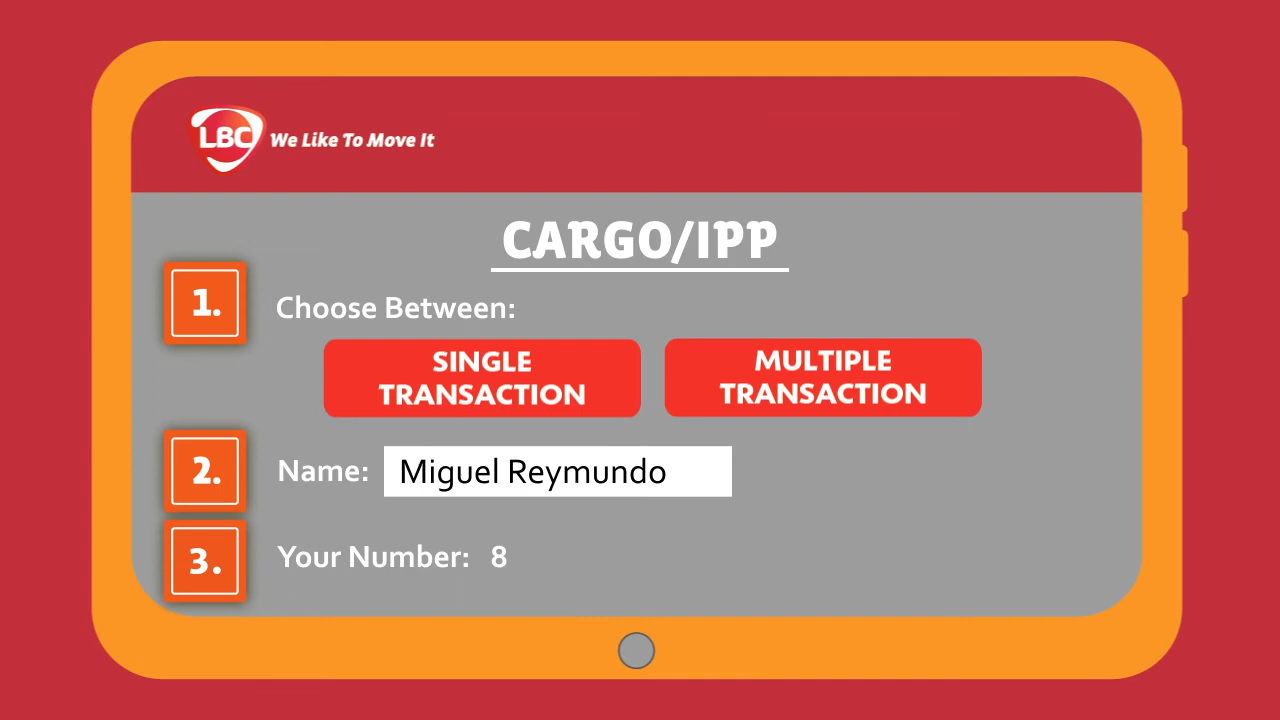 LBC We Like To Move It
CARGO/IPP
1.
Choose Between:
SINGLE
TRANSACTION
MULTIPLE
TRANSACTION
2.
Name: Miguel Reymundo
3.
Your Number: 8